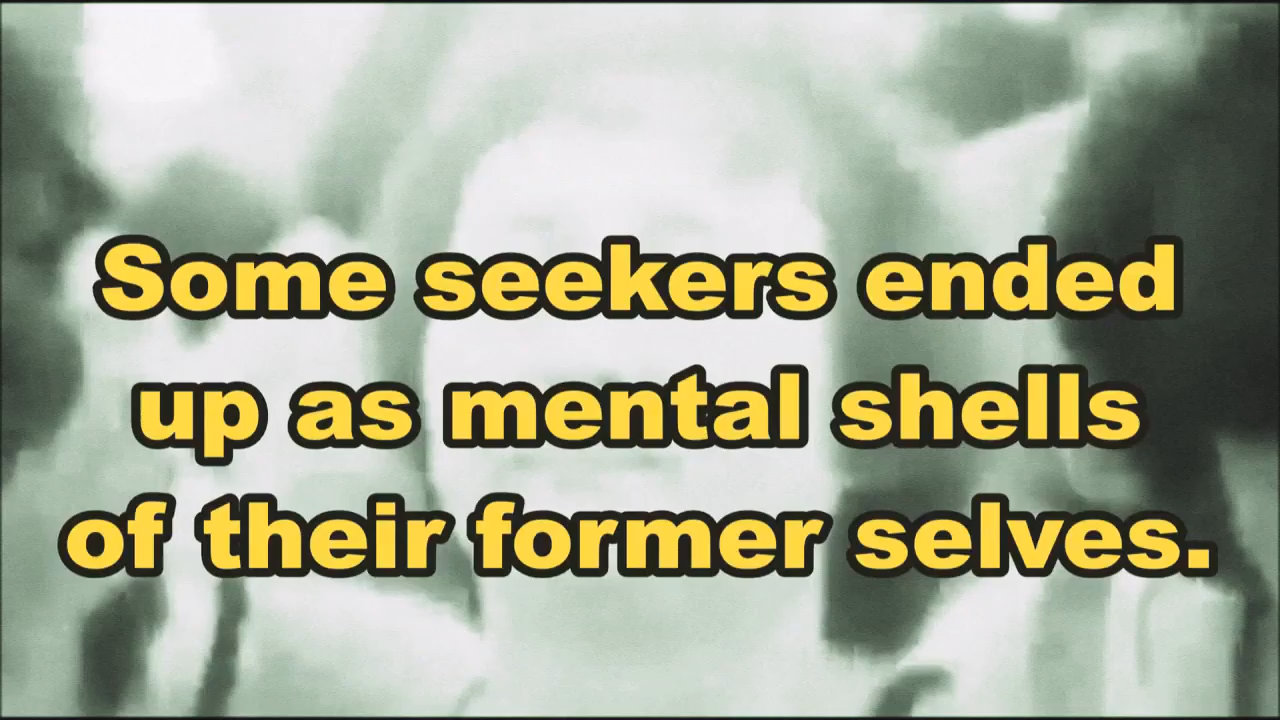 Some seekers ended
up as mental shells
of their former selves.